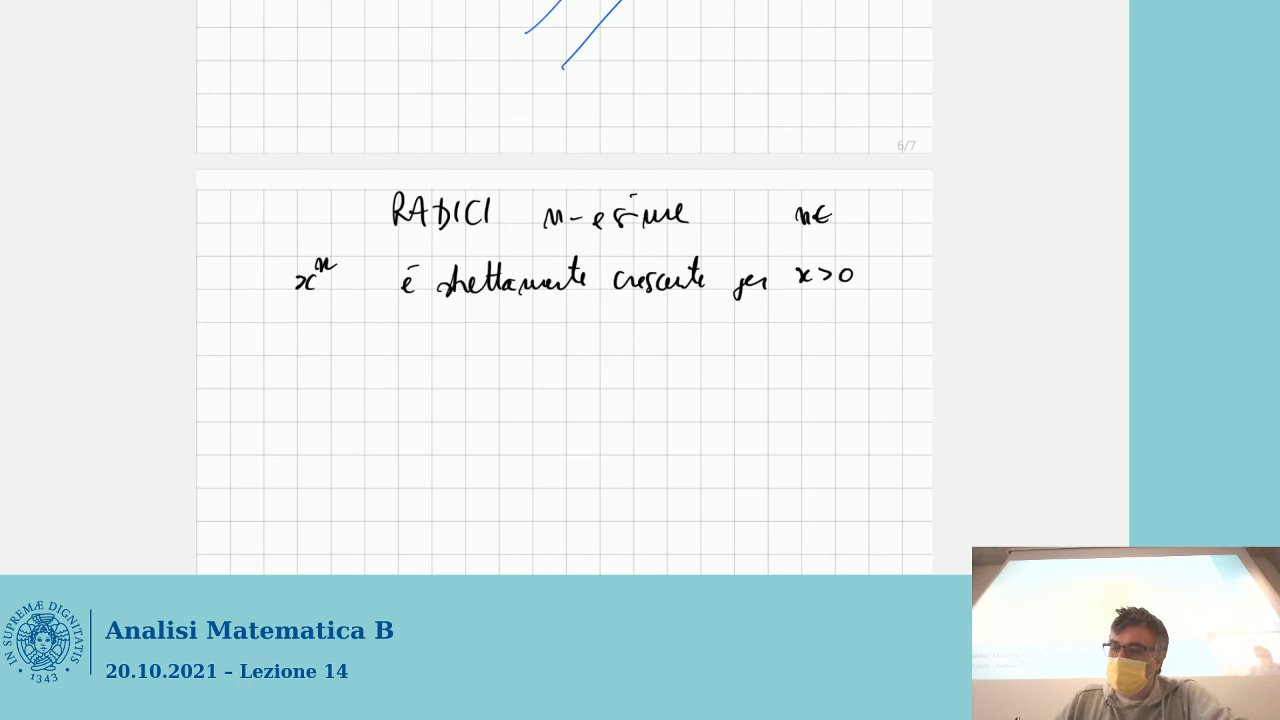 6/7
RADICI n-esime n∈
xⁿ è strettamente crescente per x>0
IN SUPREMÆ DIGNITATIS
1343
Analisi Matematica B
20.10.2021 – Lezione 14